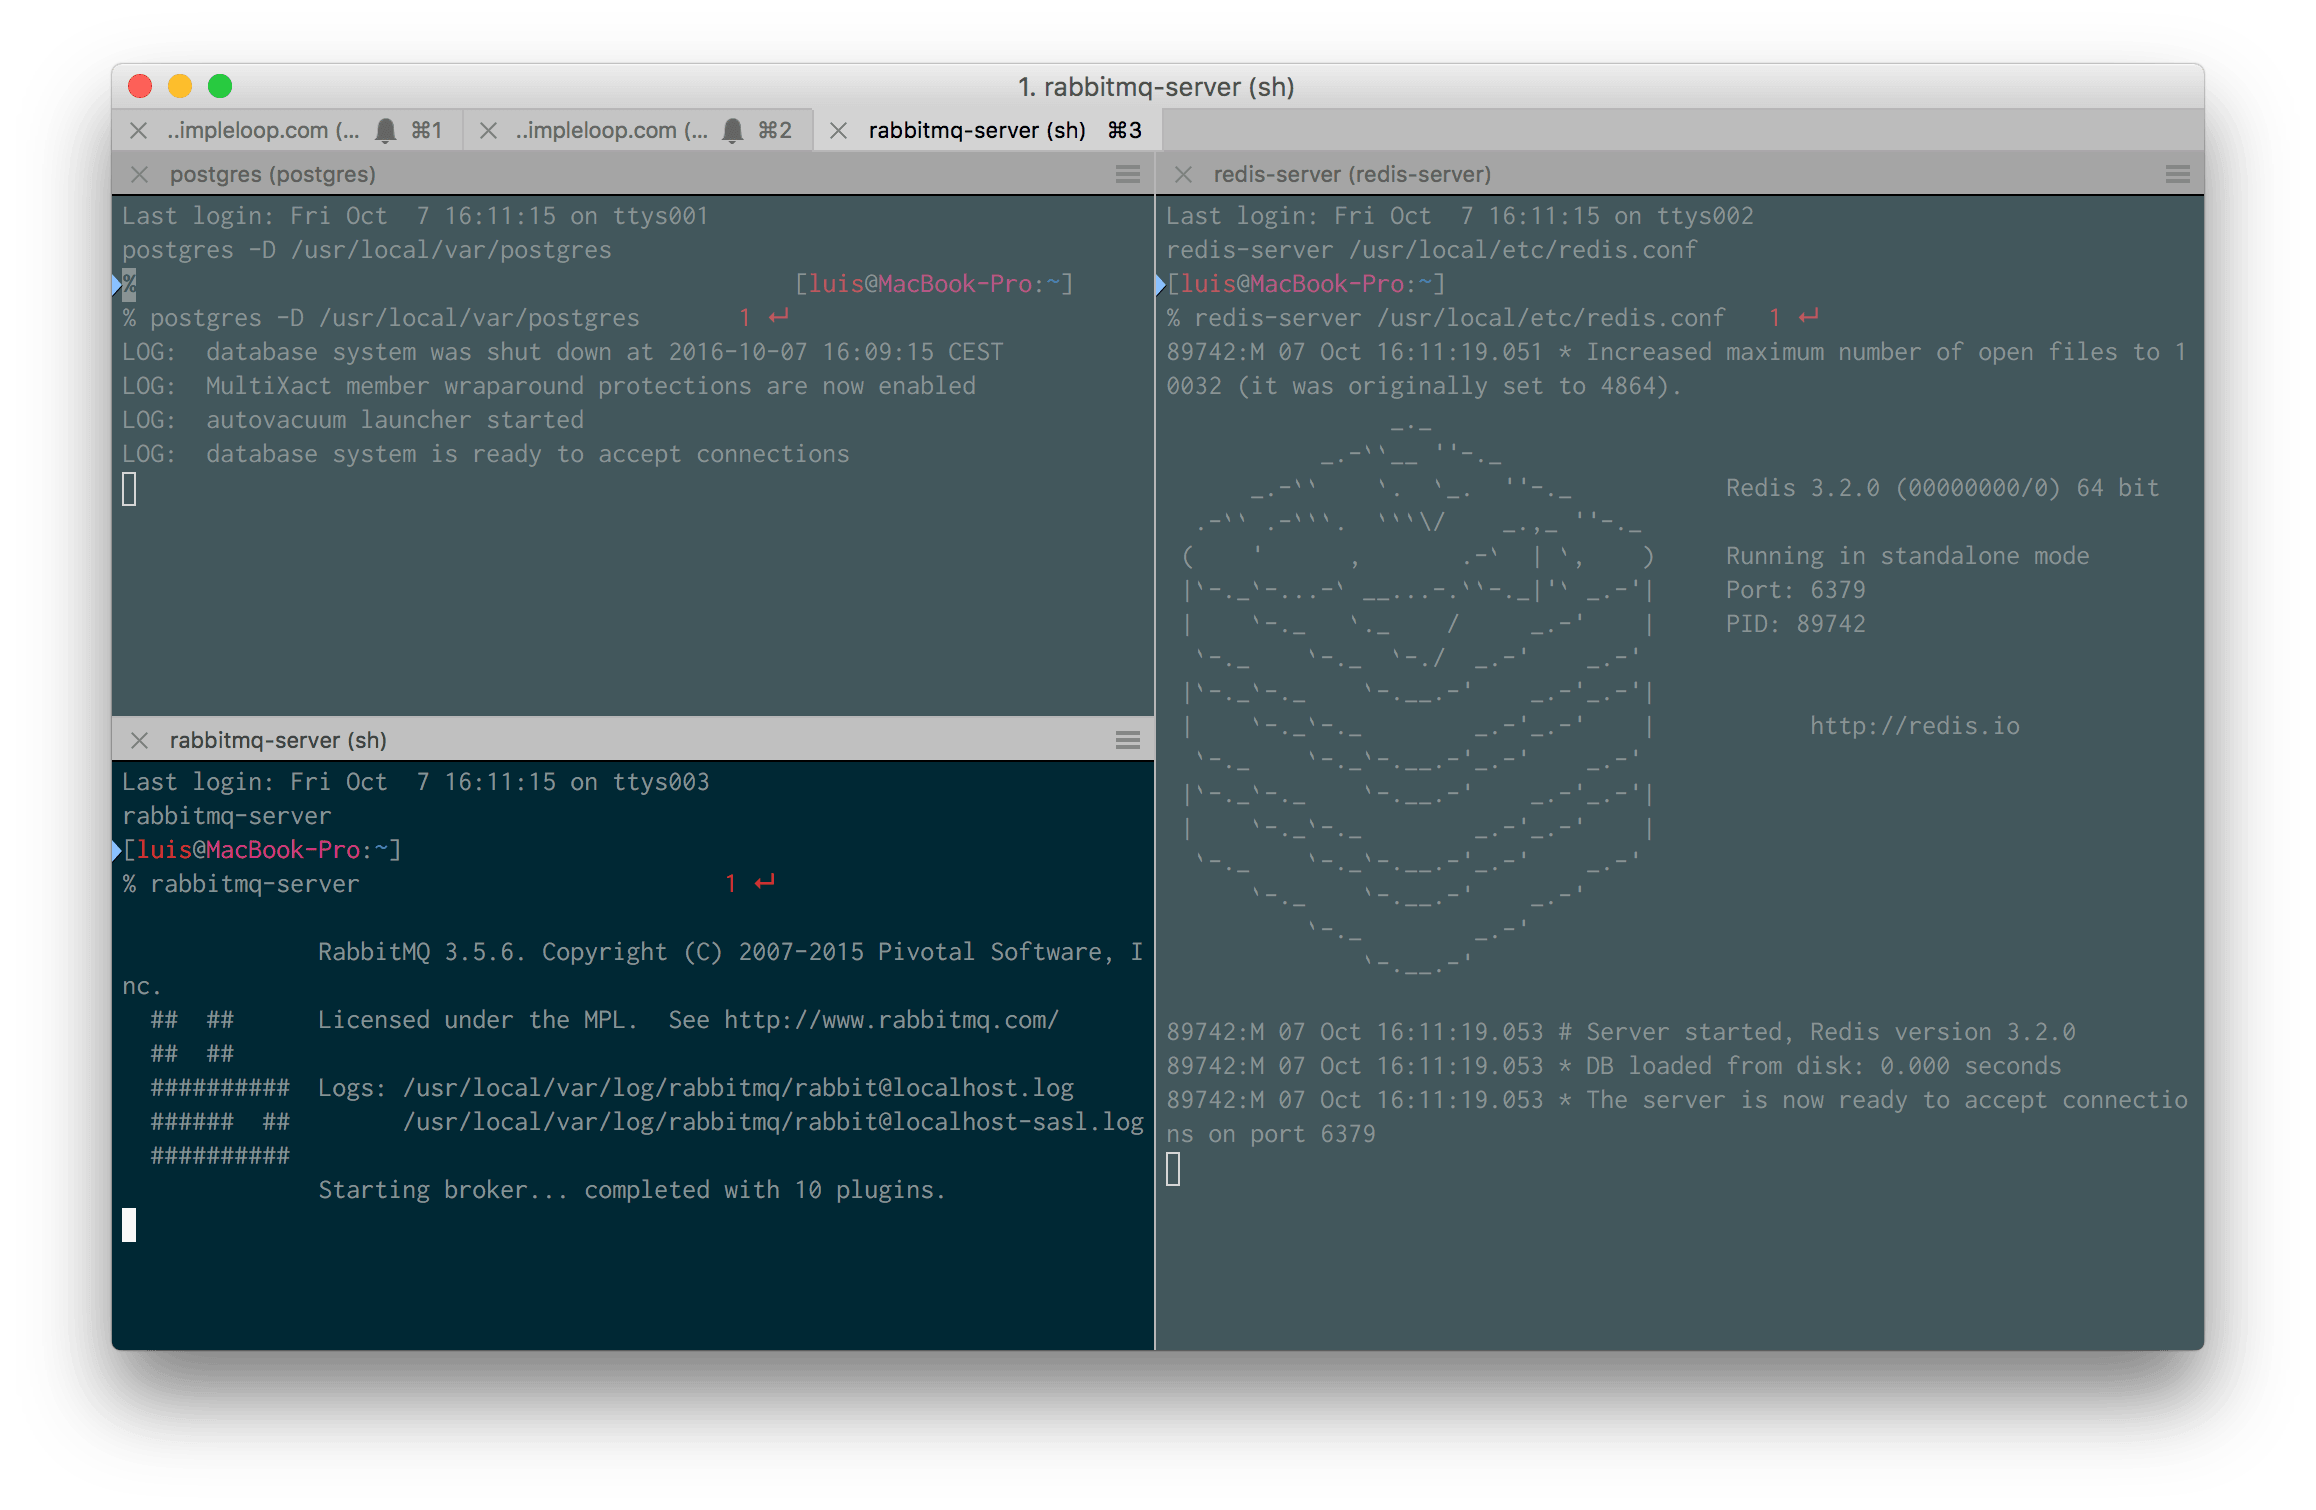 1. rabbitmq-server (sh)
..impleloop.com (... ⌘1
..impleloop.com (... ⌘2
rabbitmq-server (sh) ⌘3
postgres (postgres)
Last login: Fri Oct  7 16:11:15 on ttys001
postgres -D /usr/local/var/postgres
%                                               [luis@MacBook-Pro:~]
% postgres -D /usr/local/var/postgres       1 ↵
LOG:  database system was shut down at 2016-10-07 16:09:15 CEST
LOG:  MultiXact member wraparound protections are now enabled
LOG:  autovacuum launcher started
LOG:  database system is ready to accept connections
rabbitmq-server (sh)
Last login: Fri Oct  7 16:11:15 on ttys003
rabbitmq-server
[luis@MacBook-Pro:~]
% rabbitmq-server                          1 ↵
              RabbitMQ 3.5.6. Copyright (C) 2007-2015 Pivotal Software, I
nc.
  ##  ##      Licensed under the MPL.  See http://www.rabbitmq.com/
  ##  ##
  ##########  Logs: /usr/local/var/log/rabbitmq/rabbit@localhost.log
  ######  ##        /usr/local/var/log/rabbitmq/rabbit@localhost-sasl.log
  ##########
              Starting broker... completed with 10 plugins.
redis-server (redis-server)
Last login: Fri Oct  7 16:11:15 on ttys002
redis-server /usr/local/etc/redis.conf
[luis@MacBook-Pro:~]
% redis-server /usr/local/etc/redis.conf   1 ↵
89742:M 07 Oct 16:11:19.051 * Increased maximum number of open files to 1
0032 (it was originally set to 4864).
Redis 3.2.0 (00000000/0) 64 bit
Running in standalone mode
Port: 6379
PID: 89742
http://redis.io
89742:M 07 Oct 16:11:19.053 # Server started, Redis version 3.2.0
89742:M 07 Oct 16:11:19.053 * DB loaded from disk: 0.000 seconds
89742:M 07 Oct 16:11:19.053 * The server is now ready to accept connectio
ns on port 6379